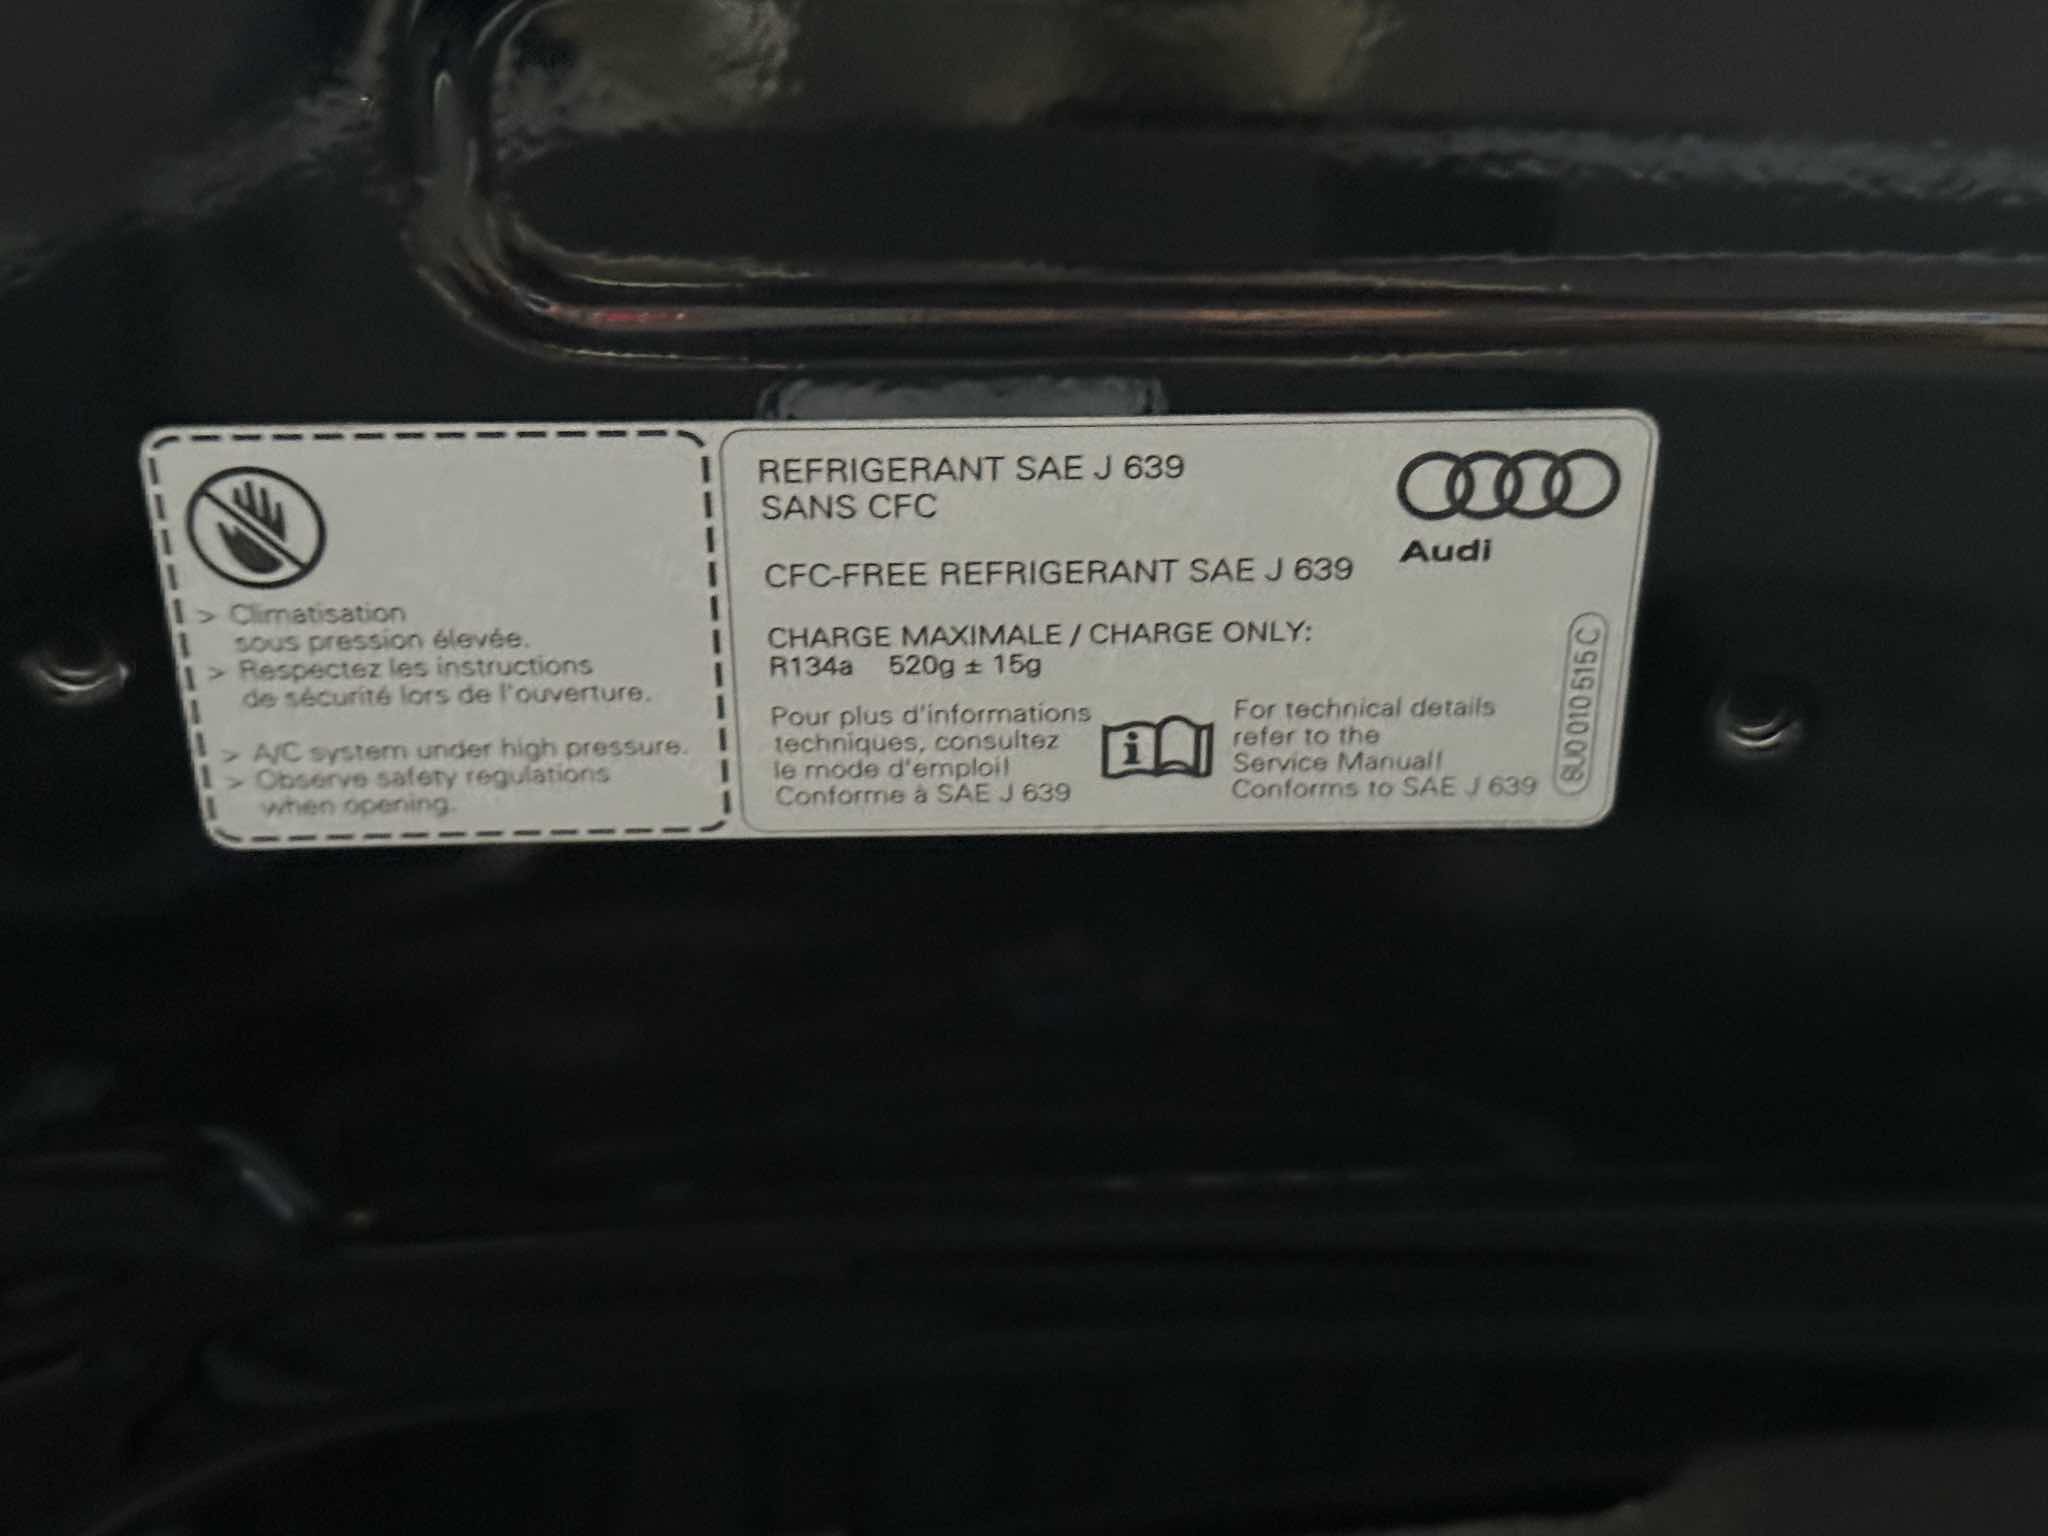 > Climatisation
sous pression élevée.
> Respectez les instructions
de sécurité lors de l'ouverture.
> A/C system under high pressure.
> Observe safety regulations
when opening.
REFRIGERANT SAE J 639
SANS CFC
CFC-FREE REFRIGERANT SAE J 639
CHARGE MAXIMALE / CHARGE ONLY:
R134a 520g ± 15g
Pour plus d'informations
techniques, consultez
le mode d'emploi!
Conforme à SAE J 639
i
For technical details
refer to the
Service Manual!
Conforms to SAE J 639
Audi
8U0 010 515 C